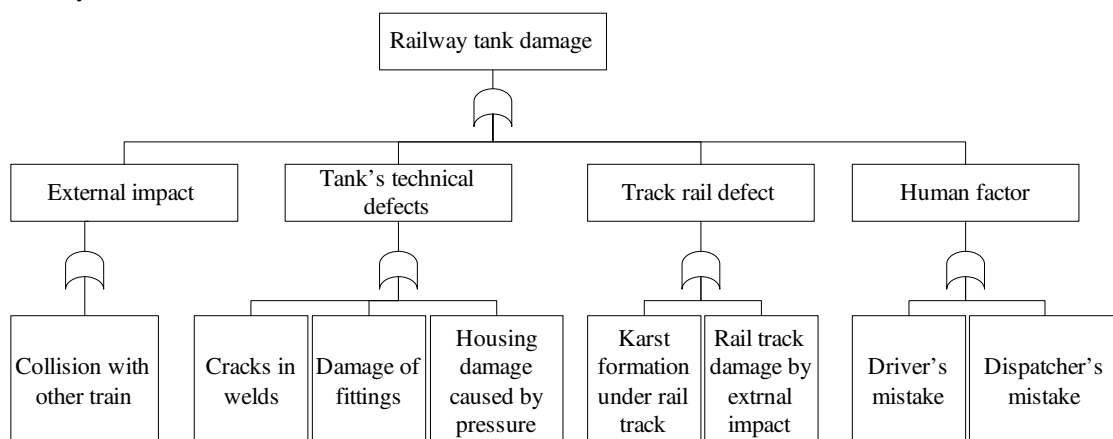 Railway tank damage
External impact
Tank's technical
defects
Track rail defect
Human factor
Collision with
other train
Cracks in
welds
Damage of
fittings
Housing
damage
caused by
pressure
Karst
formation
under rail
track
Rail track
damage by
extrnal
impact
Driver's
mistake
Dispatcher's
mistake